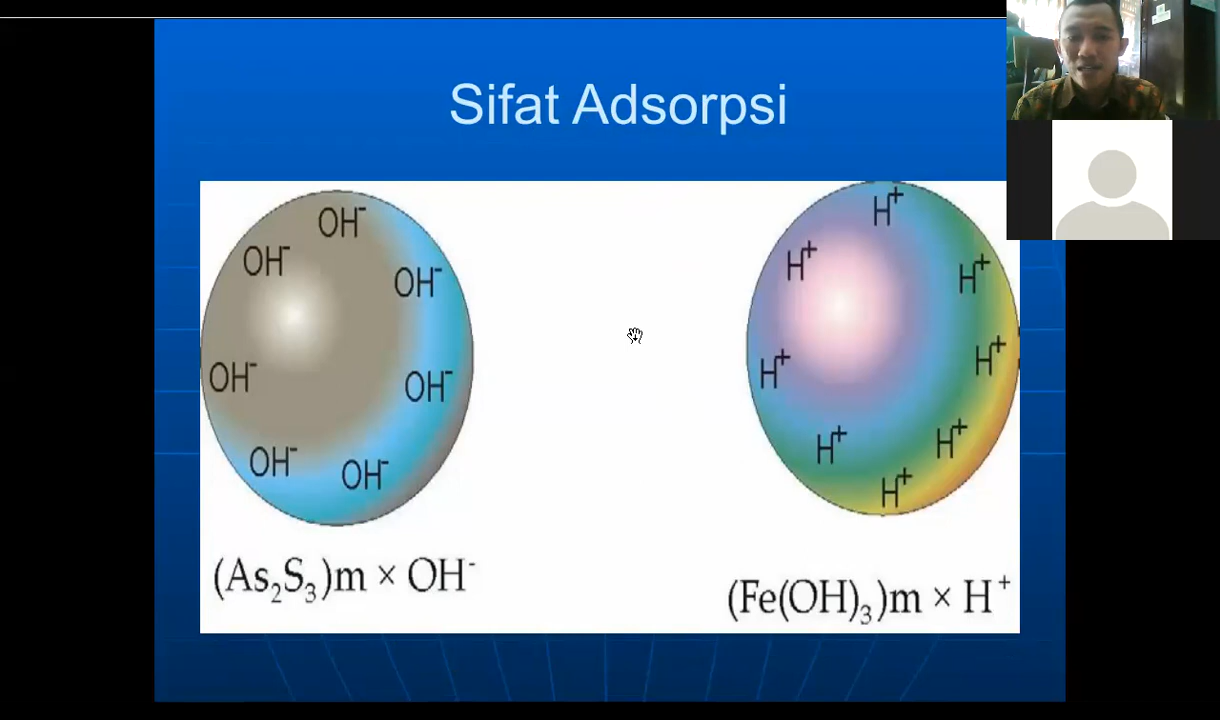 Sifat Adsorpsi
OH⁻
OH⁻
OH⁻
OH⁻
OH⁻
OH⁻
OH⁻
(As₂S₃)m × OH⁻
H⁺
H⁺
H⁺
H⁺
H⁺
H⁺
H⁺
H⁺
(Fe(OH)₃)m × H⁺